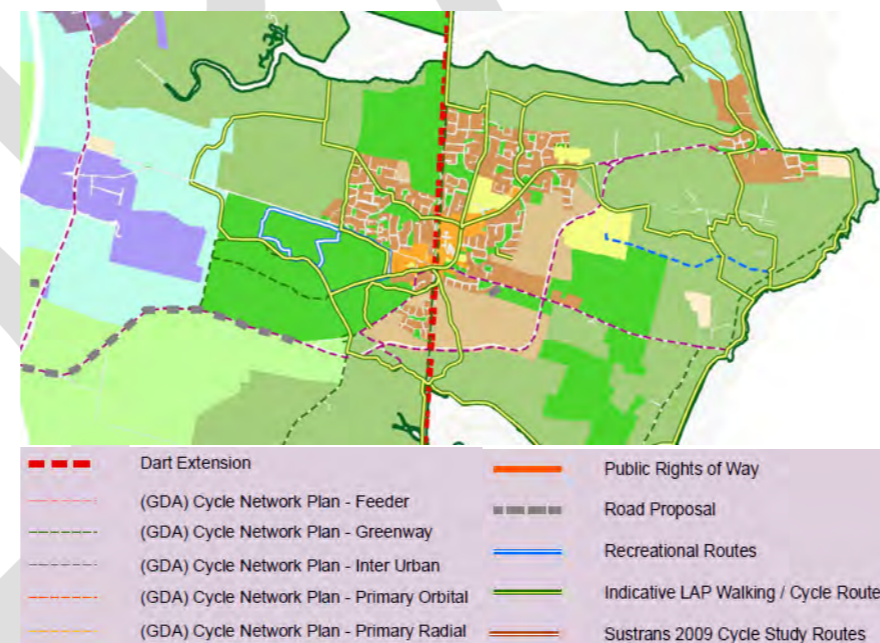 Dart Extension
(GDA) Cycle Network Plan - Feeder
(GDA) Cycle Network Plan - Greenway
(GDA) Cycle Network Plan - Inter Urban
(GDA) Cycle Network Plan - Primary Orbital
(GDA) Cycle Network Plan - Primary Radial
Public Rights of Way
Road Proposal
Recreational Routes
Indicative LAP Walking / Cycle Route
Sustrans 2009 Cycle Study Routes